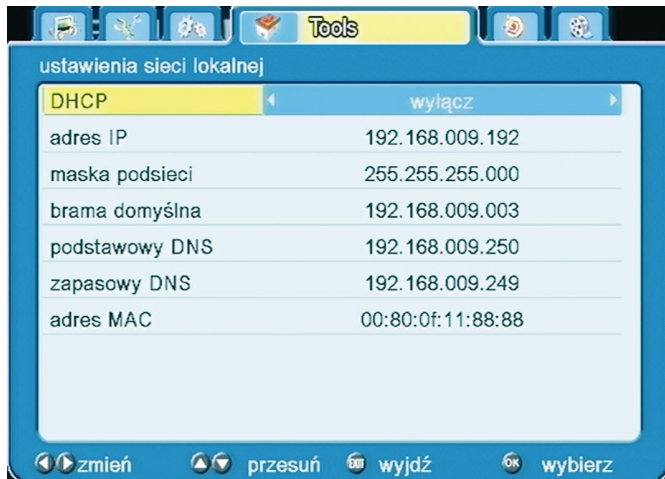 Tools
ustawienia sieci lokalnej
DHCP wyłącz
adres IP 192.168.009.192
maska podsieci 255.255.255.000
brama domyślna 192.168.009.003
podstawowy DNS 192.168.009.250
zapasowy DNS 192.168.009.249
adres MAC 00:80:0f:11:88:88
zmień przesuń EXIT wyjdź OK wybierz